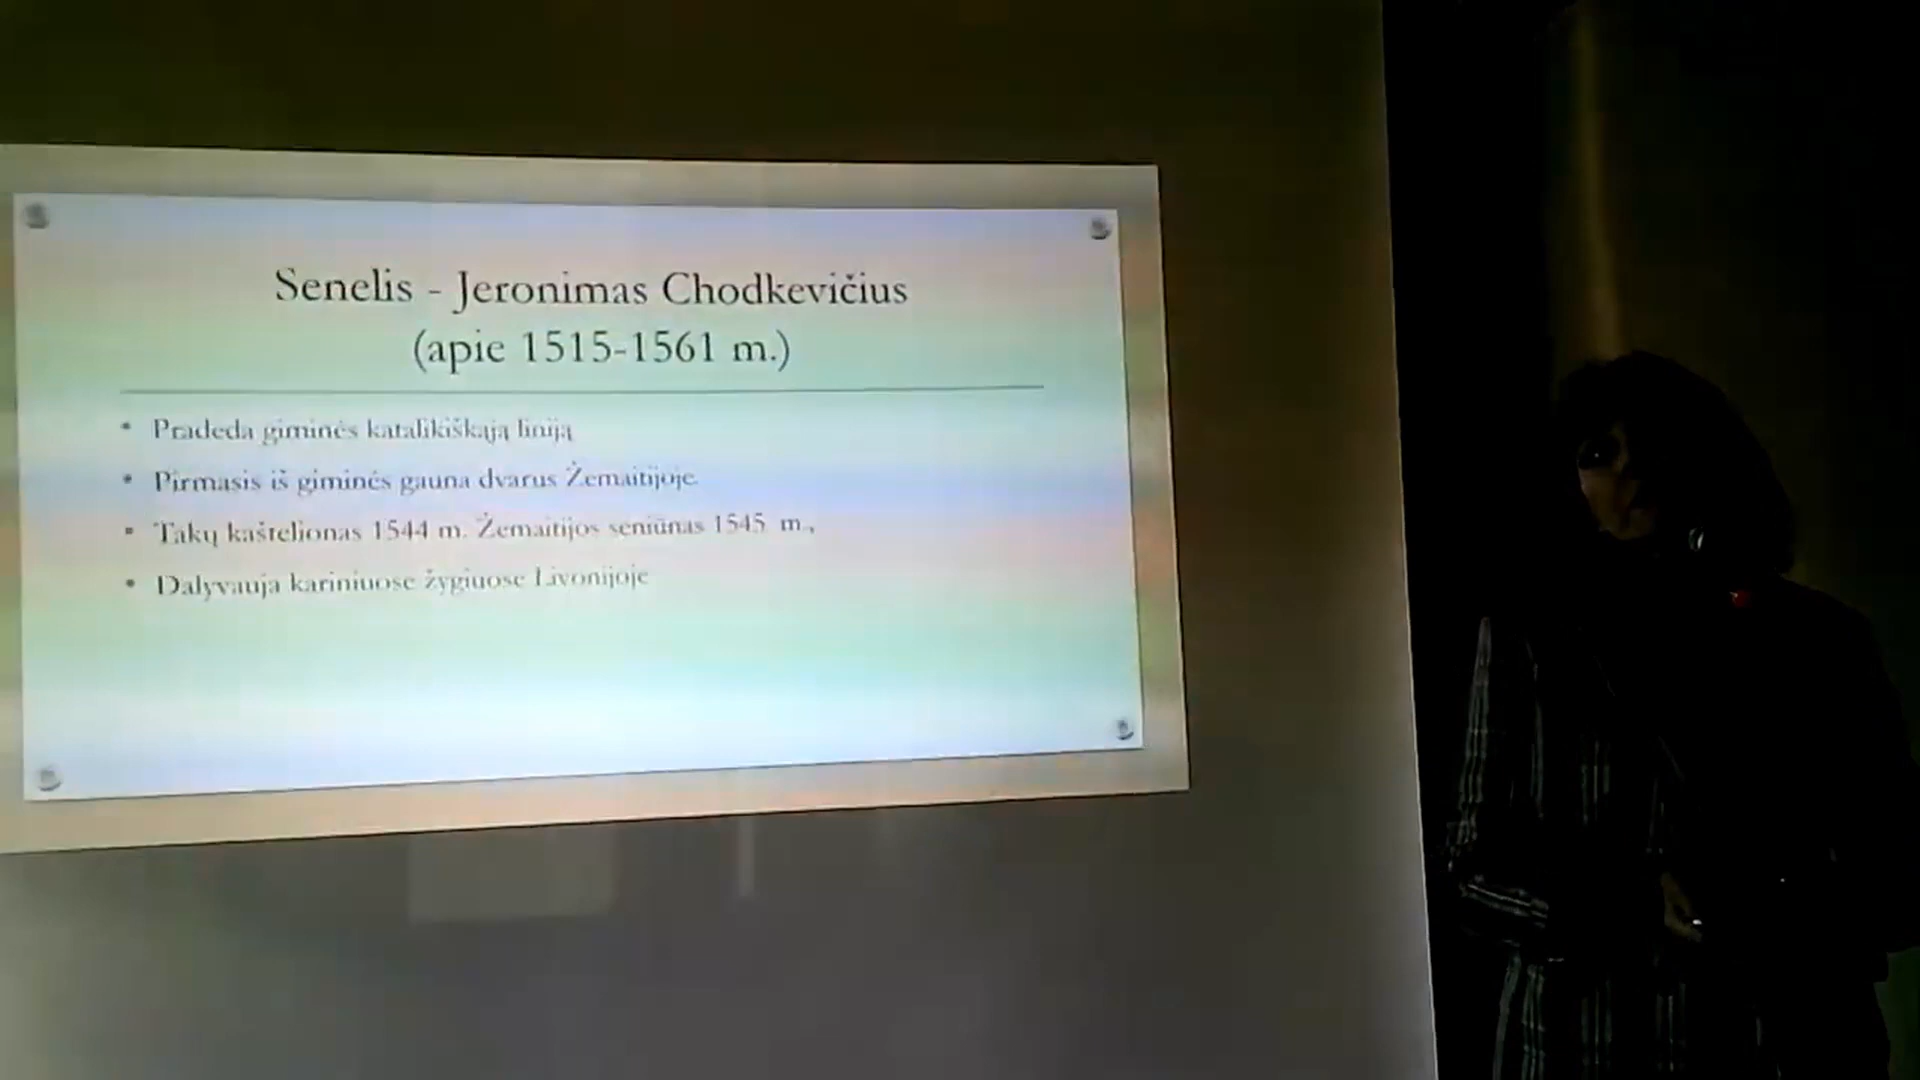 Senelis - Jeronimas Chodkevičius
(apie 1515-1561 m.)
• Pradeda giminės katalikiškąją liniją
• Pirmasis iš giminės gauna dvarus Žemaitijoje.
• Takų kaštelionas 1544 m. Žemaitijos seniūnas 1545 m.,
• Dalyvauja kariniuose žygiuose Livonijoje